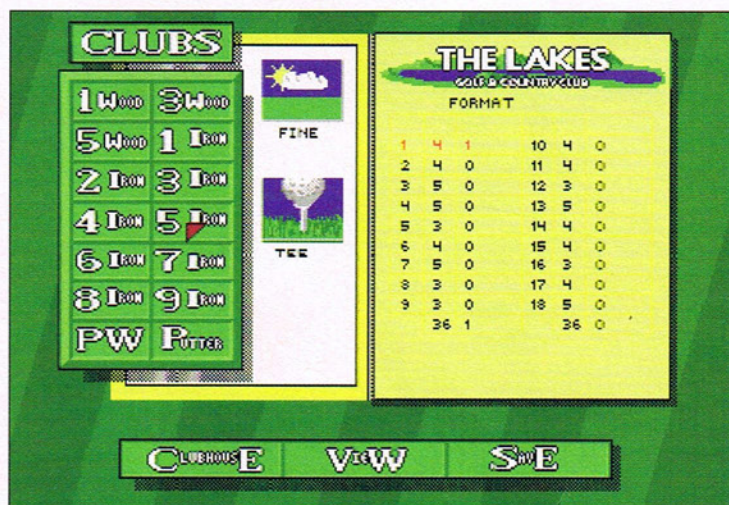 CLUBS
1 WOOD 3 WOOD
5 WOOD 1 IRON
2 IRON 3 IRON
4 IRON 5 IRON
6 IRON 7 IRON
8 IRON 9 IRON
PW PUTTER
FINE
TEE
THE LAKES
GOLF & COUNTRY CLUB
FORMAT
1 4 1 10 4 0
2 4 0 11 4 0
3 5 0 12 3 0
4 5 0 13 5 0
5 3 0 14 4 0
6 4 0 15 4 0
7 5 0 16 3 0
8 3 0 17 4 0
9 3 0 18 5 0
36 1 36 0
CLUBHOUSE VIEW SAVE